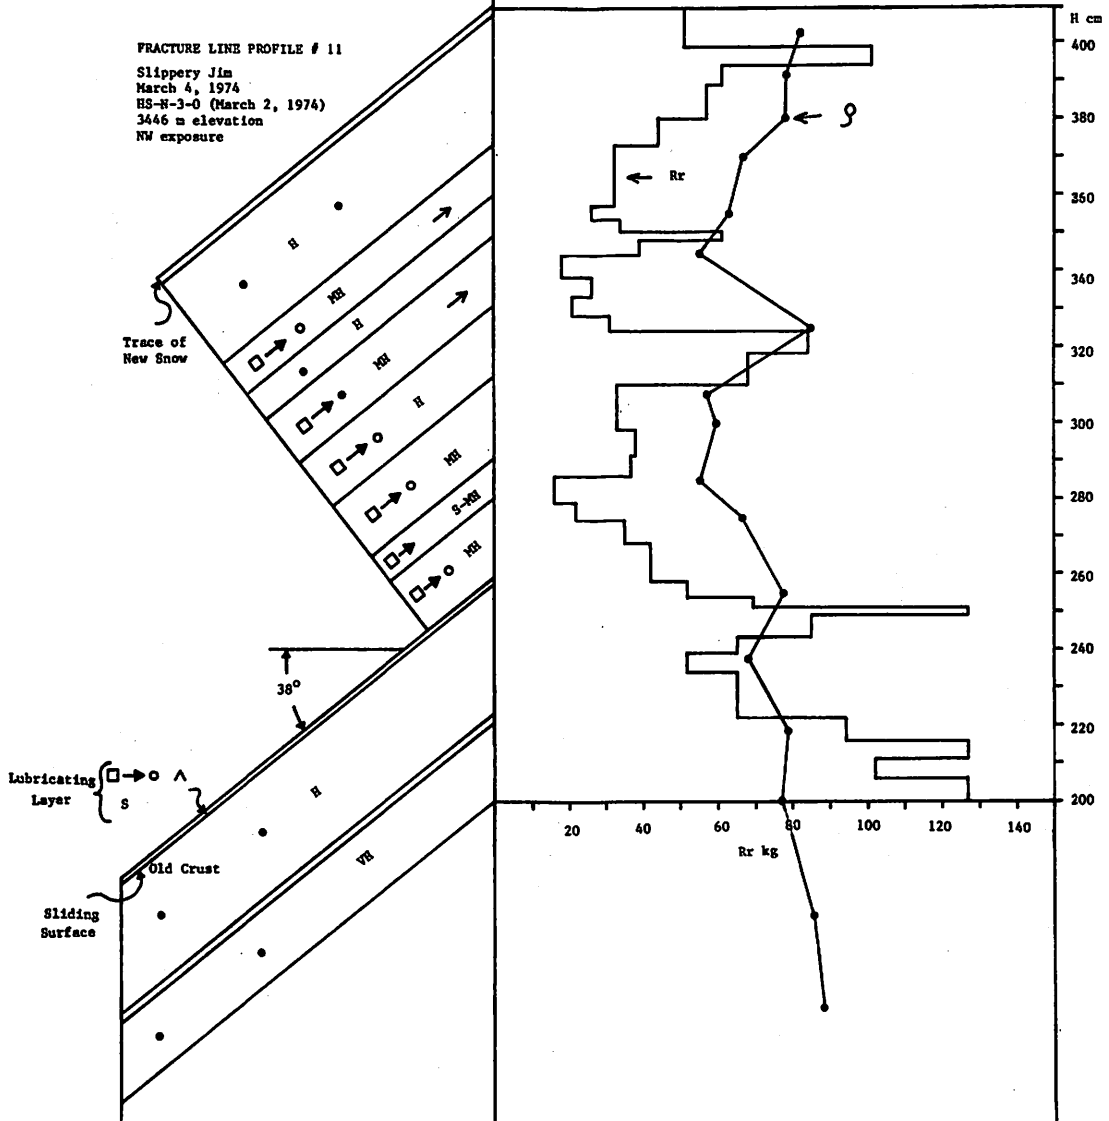 FRACTURE LINE PROFILE # 11
Slippery Jim
March 4, 1974
HS-N-3-O (March 2, 1974)
3446 m elevation
NW exposure
H cm
400
380
350
340
320
300
280
260
240
220
200
ρ
Rr
H
MH
H
MH
H
MH
S-MH
MH
Trace of
New Snow
38°
Lubricating
Layer
S
H
VH
Old Crust
Sliding
Surface
20
40
60
80
100
120
140
Rr kg